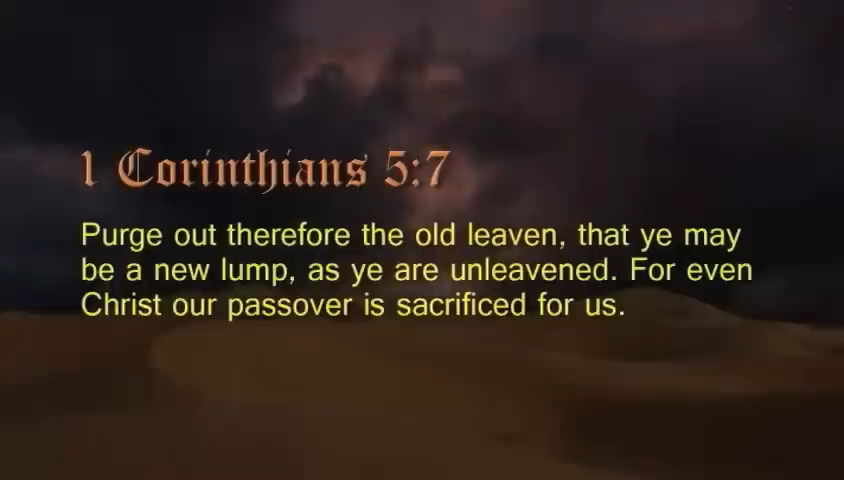 1 Corinthians 5:7
Purge out therefore the old leaven, that ye may
be a new lump, as ye are unleavened. For even
Christ our passover is sacrificed for us.